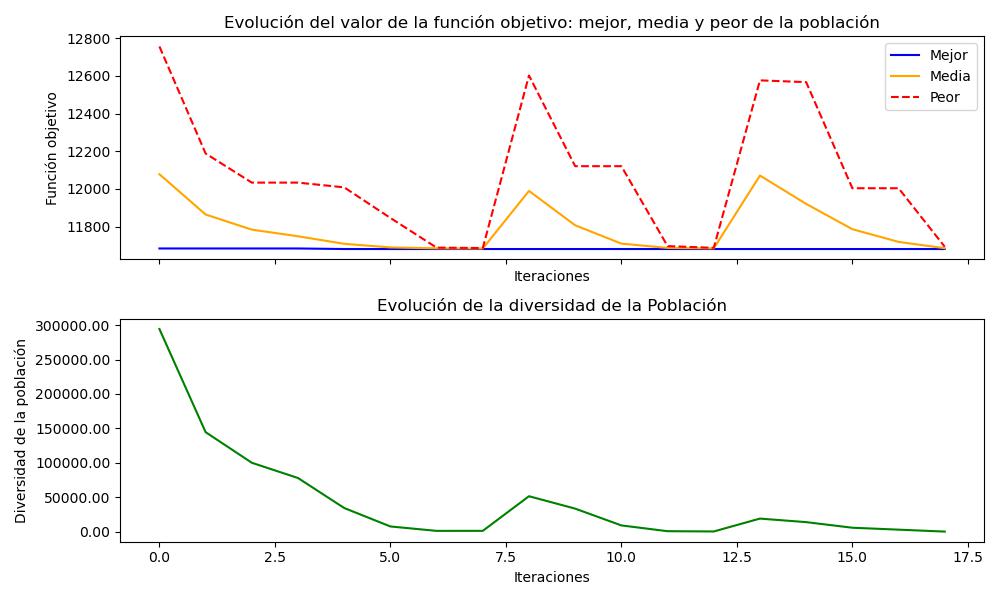 Evolución del valor de la función objetivo: mejor, media y peor de la población
12800
12600
12400
12200
12000
11800
Función objetivo
Mejor
Media
Peor
Iteraciones
Evolución de la diversidad de la Población
300000.00
250000.00
200000.00
150000.00
100000.00
50000.00
0.00
Diversidad de la población
0.0 2.5 5.0 7.5 10.0 12.5 15.0 17.5
Iteraciones